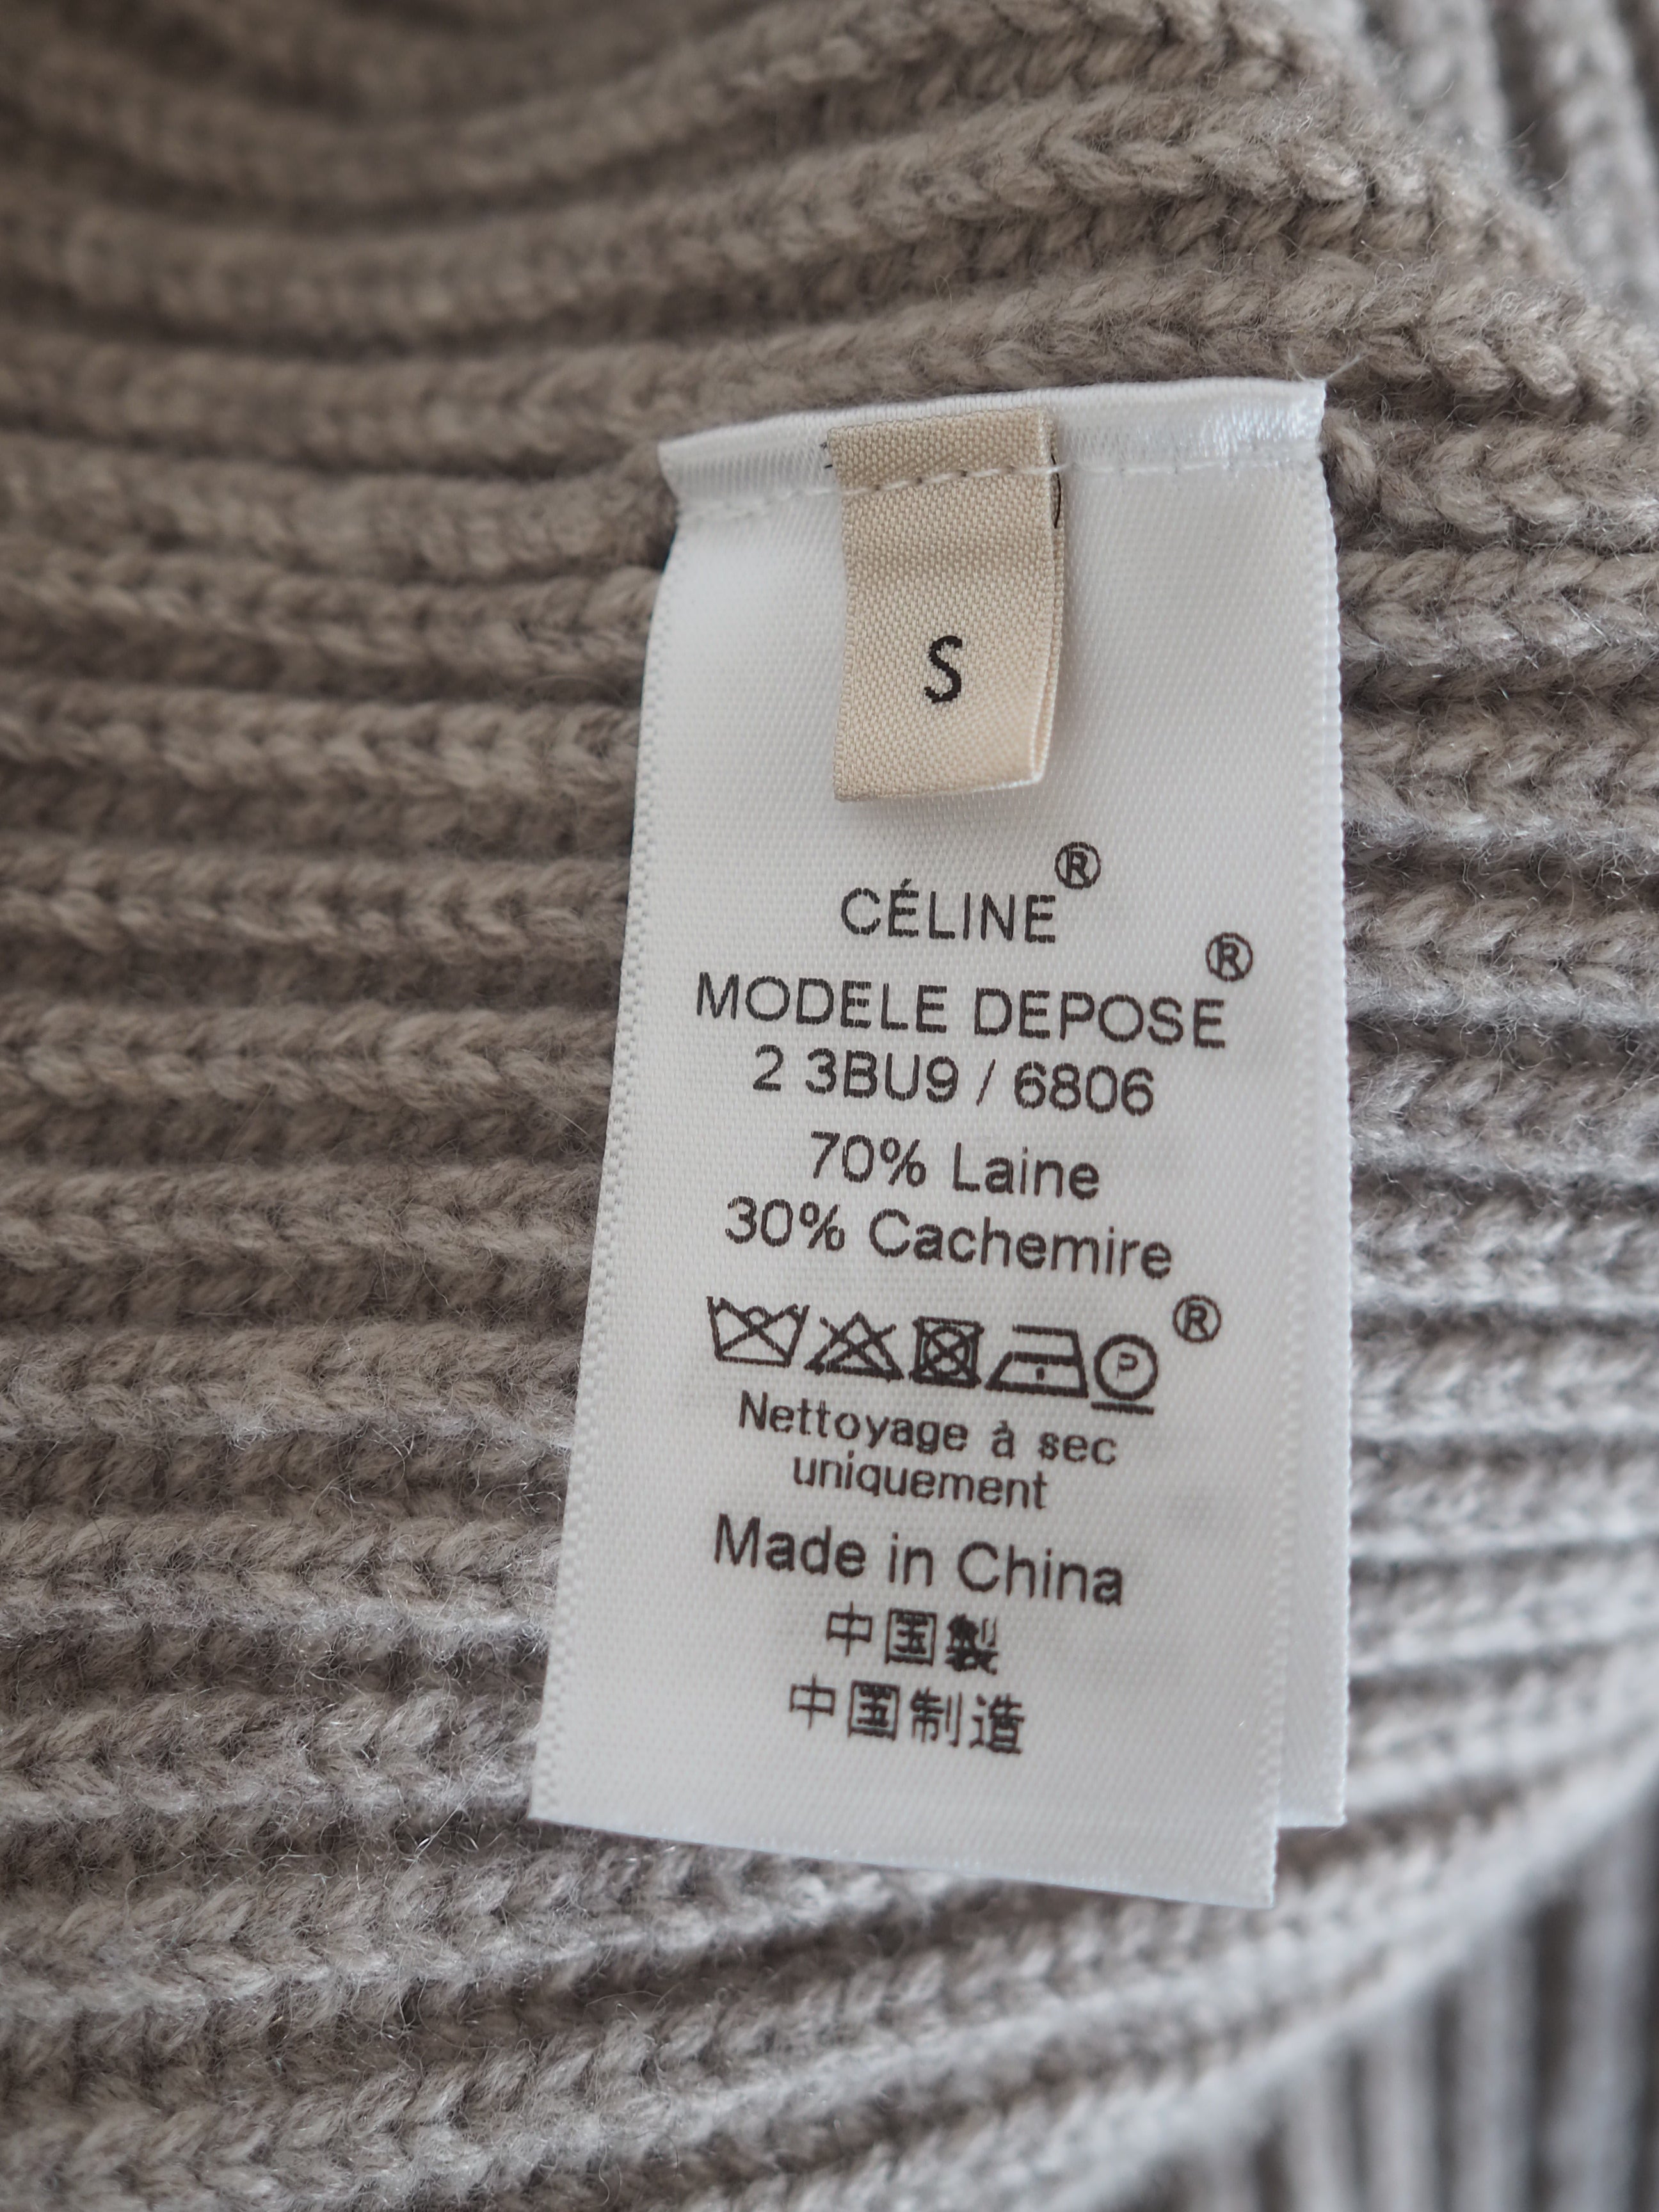 S
CÉLINE®
MODELE DEPOSE®
2 3BU9 / 6806
70% Laine
30% Cachemire
P ®
Nettoyage à sec
uniquement
Made in China
中国製
中国制造